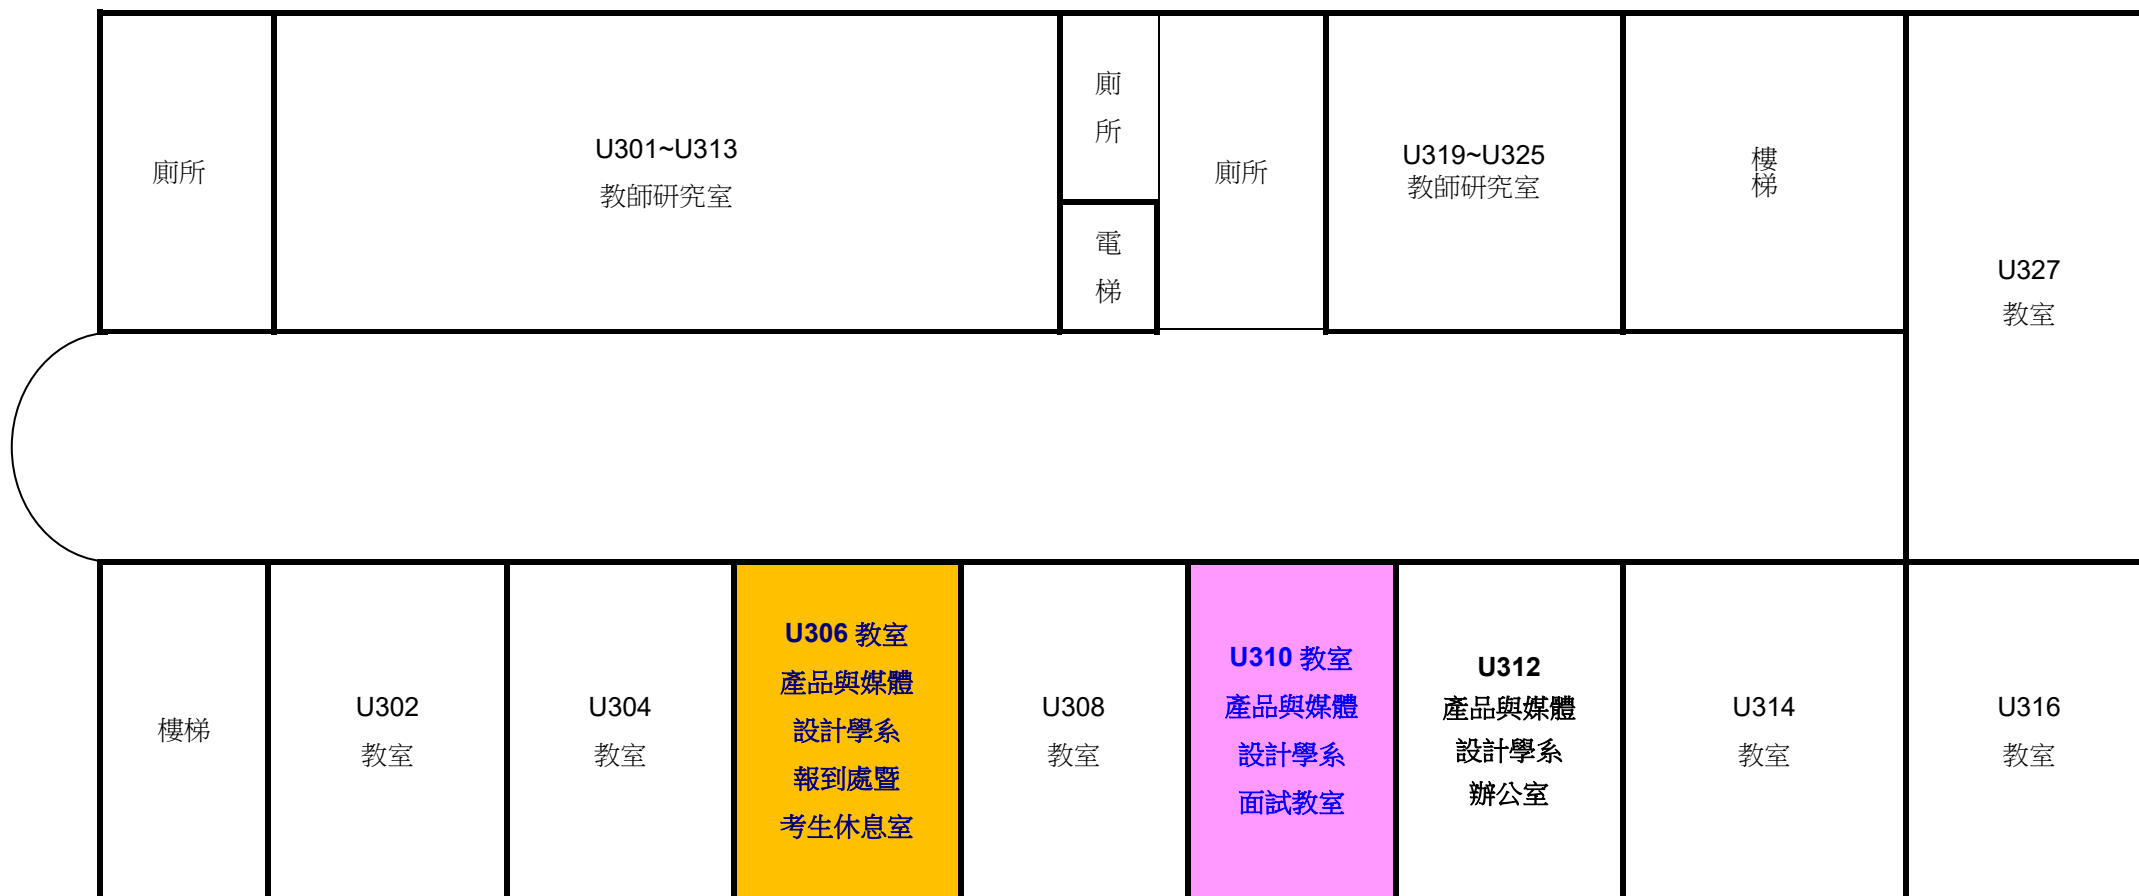 廁所
U301~U313
教師研究室
廁
所
電
梯
廁所
U319~U325
教師研究室
樓
梯
U327
教室
樓梯
U302
教室
U304
教室
U306 教室
產品與媒體
設計學系
報到處暨
考生休息室
U308
教室
U310 教室
產品與媒體
設計學系
面試教室
U312
產品與媒體
設計學系
辦公室
U314
教室
U316
教室